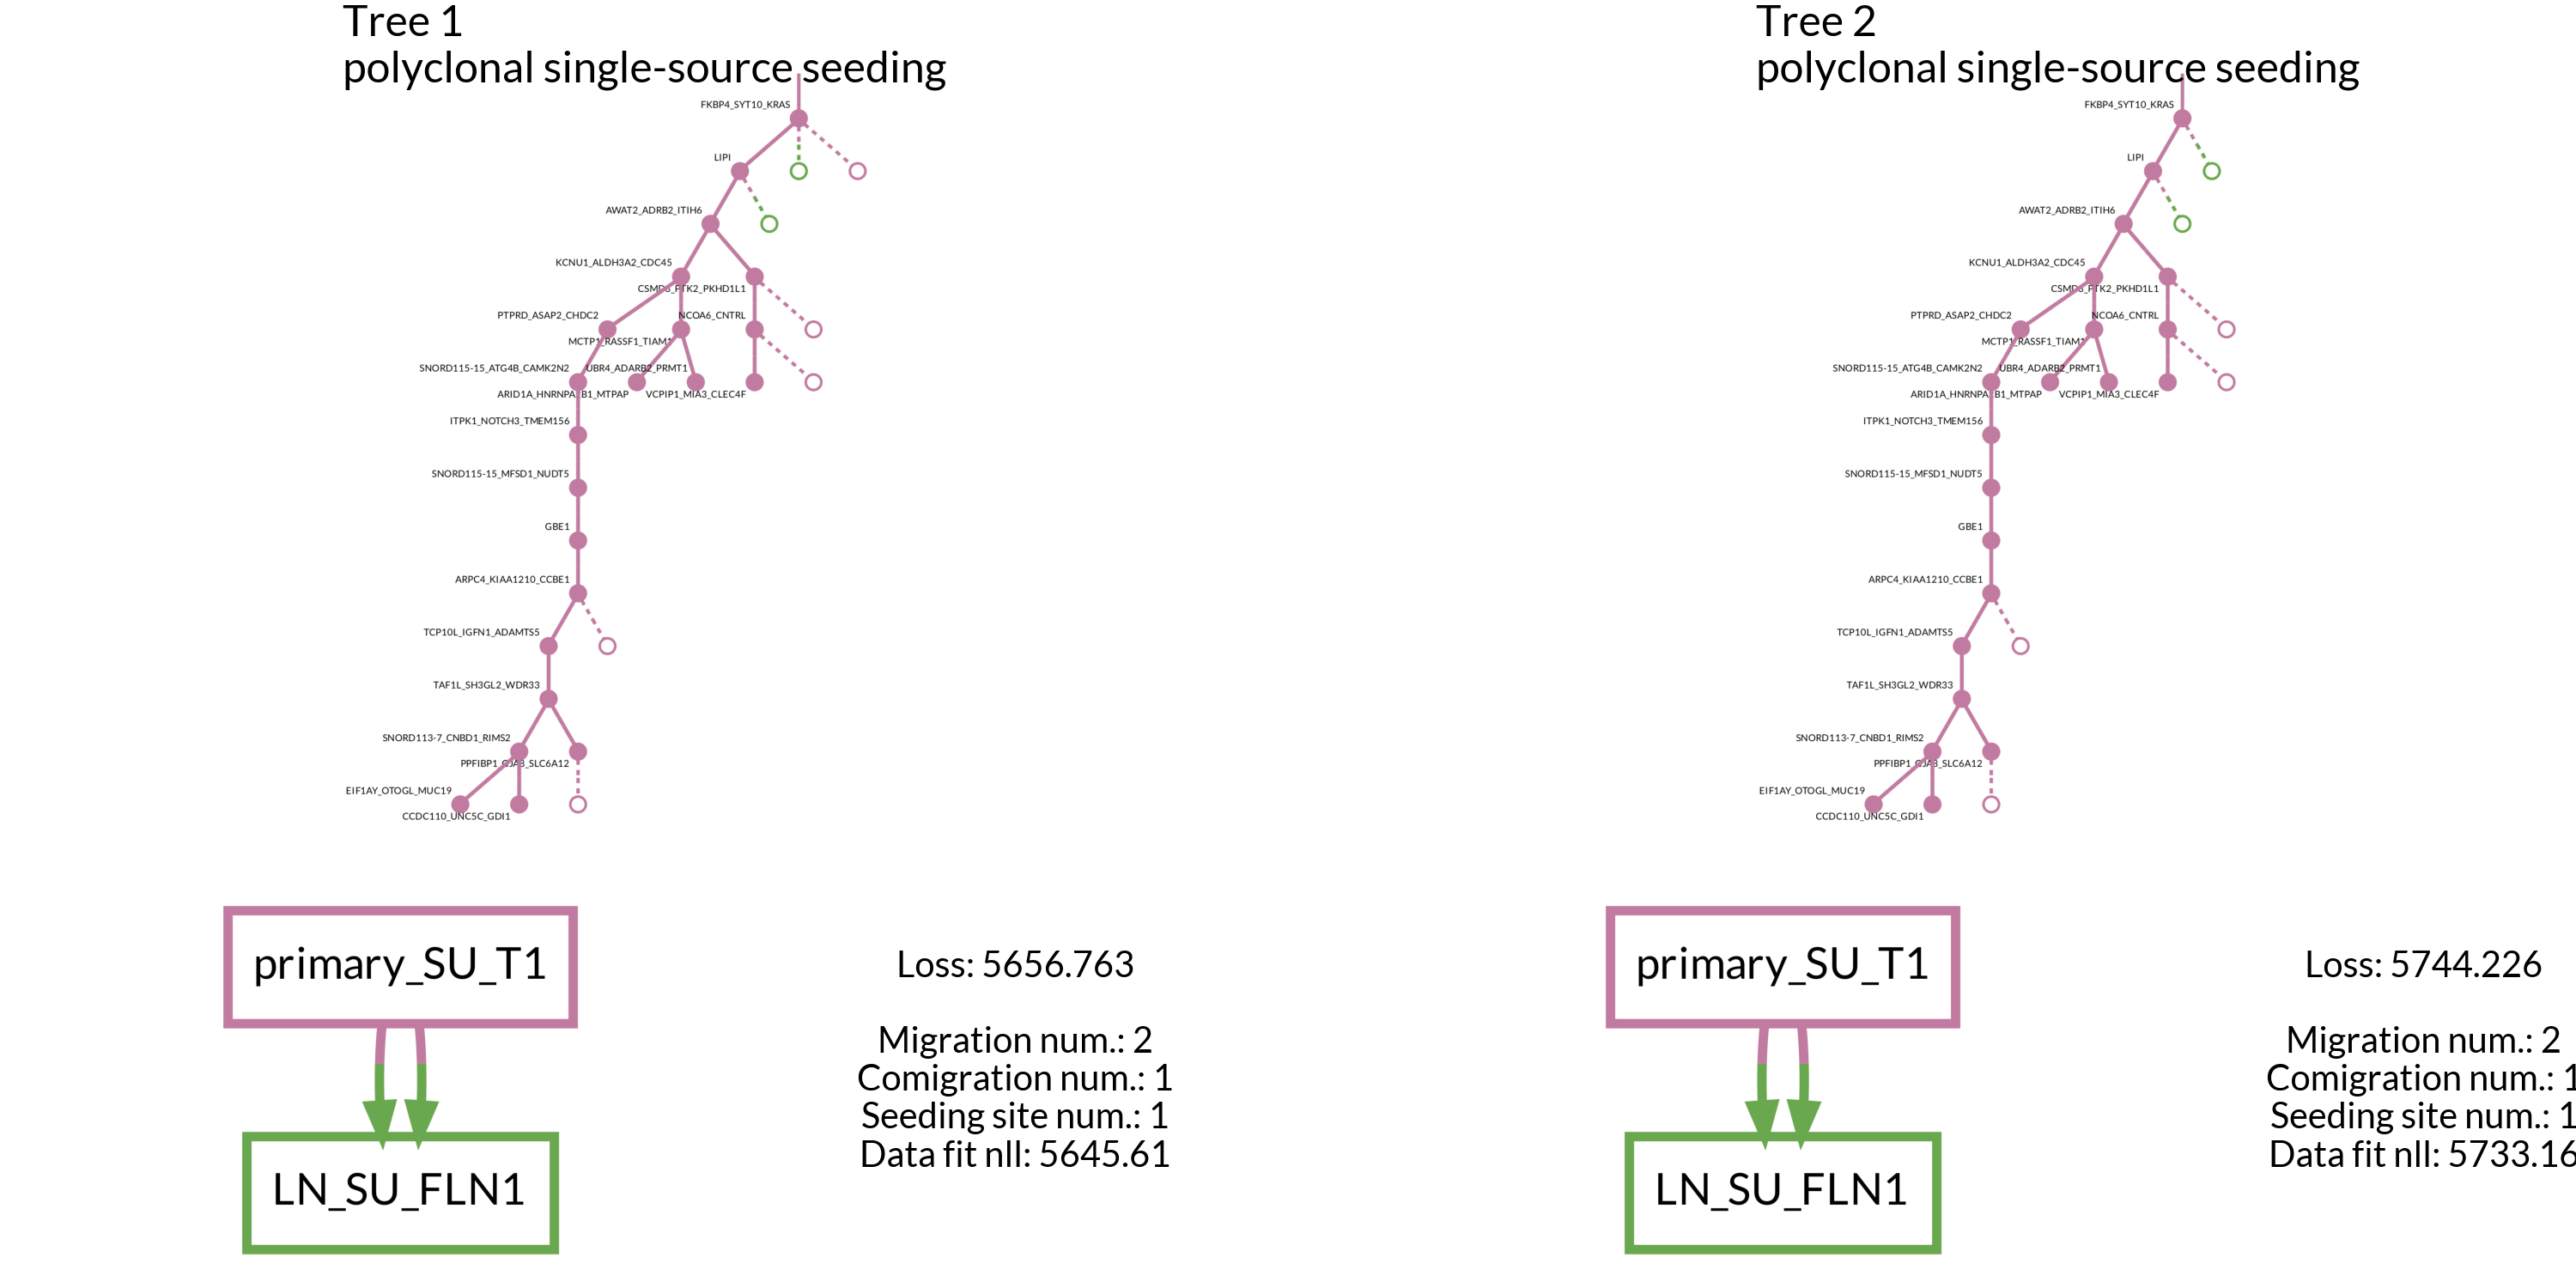 Tree 1
polyclonal single-source seeding
FKBP4_SYT10_KRAS
LIPI
AWAT2_ADRB2_ITIH6
KCNU1_ALDH3A2_CDC45
CSMD3_PTK2_PKHD1L1
PTPRD_ASAP2_CHDC2
NCOA6_CNTRL
MCTP1_RASSF1_TIAM1
SNORD115-15_ATG4B_CAMK2N2
UBR4_ADARB2_PRMT1
VCPIP1_MIA3_CLEC4F
ITPK1_NOTCH3_TMEM156
SNORD115-15_MFSD1_NUDT5
GBE1
ARPC4_KIAA1210_CCBE1
TCP10L_IGFN1_ADAMTS5
TAF1L_SH3GL2_WDR33
SNORD113-7_CNBD1_RIMS2
EIF1AY_OTOGL_MUC19
CCDC110_UNC5C_GDI1
primary_SU_T1
LN_SU_FLN1
Loss: 5656.763
Migration num.: 2
Comigration num.: 1
Seeding site num.: 1
Data fit nll: 5645.61
Tree 2
polyclonal single-source seeding
FKBP4_SYT10_KRAS
LIPI
AWAT2_ADRB2_ITIH6
KCNU1_ALDH3A2_CDC45
CSMD3_PTK2_PKHD1L1
PTPRD_ASAP2_CHDC2
NCOA6_CNTRL
MCTP1_RASSF1_TIAM1
SNORD115-15_ATG4B_CAMK2N2
UBR4_ADARB2_PRMT1
VCPIP1_MIA3_CLEC4F
ITPK1_NOTCH3_TMEM156
SNORD115-15_MFSD1_NUDT5
GBE1
ARPC4_KIAA1210_CCBE1
TCP10L_IGFN1_ADAMTS5
TAF1L_SH3GL2_WDR33
SNORD113-7_CNBD1_RIMS2
EIF1AY_OTOGL_MUC19
CCDC110_UNC5C_GDI1
primary_SU_T1
LN_SU_FLN1
Loss: 5744.226
Migration num.: 2
Comigration num.: 1
Seeding site num.: 1
Data fit nll: 5733.16